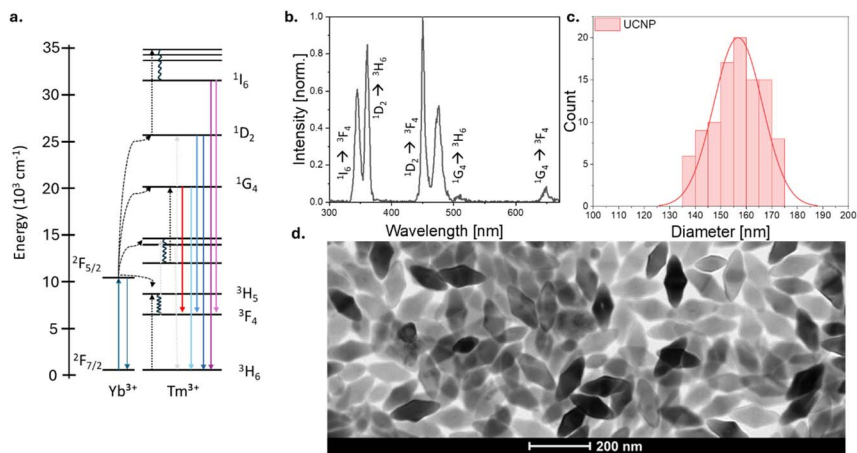 a.
35
30
25
20
15
10
5
0
Energy (10³ cm⁻¹)
²F₅/₂
²F₇/₂
Yb³⁺
Tm³⁺
¹I₆
¹D₂
¹G₄
³H₅
³F₄
³H₆
b.
1.0
0.8
0.6
0.4
0.2
0.0
Intensity [norm.]
¹I₆ → ³F₄
¹D₂ → ³H₆
¹D₂ → ³F₄
¹G₄ → ³H₆
¹G₄ → ³F₄
300 400 500 600
Wavelength [nm]
c.
UCNP
20
15
10
5
0
Count
100 110 120 130 140 150 160 170 180 190 200
Diameter [nm]
d.
200 nm